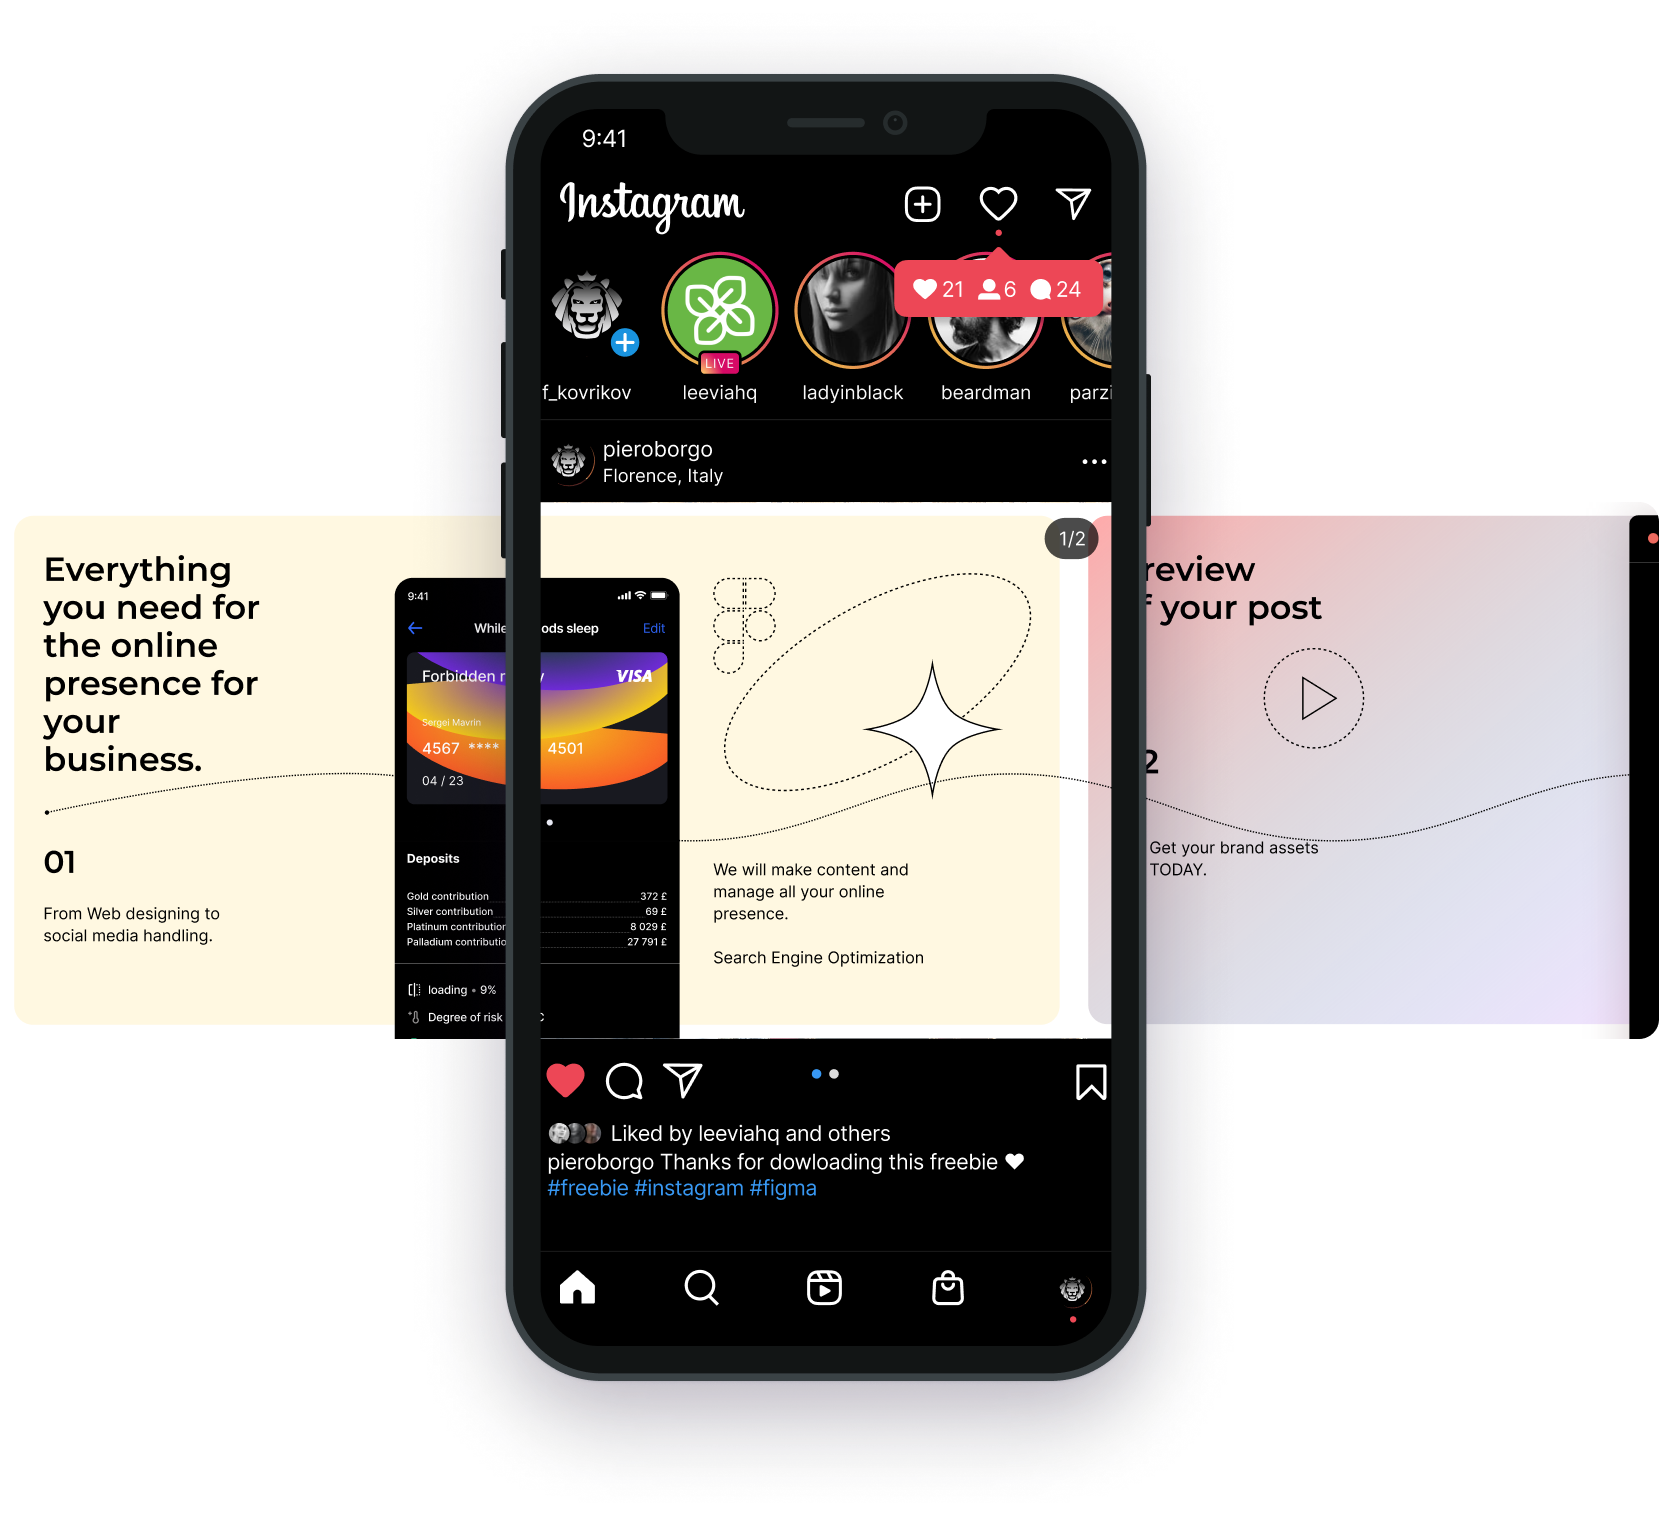 9:41
Instagram
21 6 24
LIVE
f_kovrikov leeviahq ladyinblack beardman parzi
pieroborgo
Florence, Italy
1/2
Everything
you need for
the online
presence for
your
business.
01
From Web designing to
social media handling.
9:41
While ods sleep Edit
Forbidden VISA
Sergei Mavrin
4567 **** 4501
04 / 23
Deposits
Gold contribution 372 £
Silver contribution 69 £
Platinum contribution 8 029 £
Palladium contributio 27 791 £
loading • 9%
Degree of risk
We will make content and
manage all your online
presence.
Search Engine Optimization
review
f your post
2
Get your brand assets
TODAY.
Liked by leeviahq and others
pieroborgo Thanks for dowloading this freebie ♥
#freebie #instagram #figma